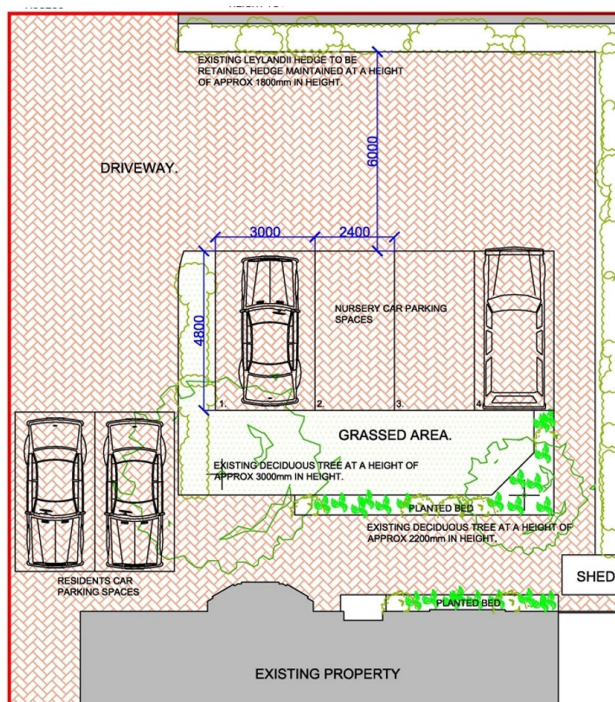 EXISTING LEYLANDII HEDGE TO BE
RETAINED. HEDGE MAINTAINED AT A HEIGHT
OF APPROX 1800mm IN HEIGHT.
6000
DRIVEWAY.
3000
2400
4800
NURSERY CAR PARKING
SPACES
1.
2.
3.
4.
GRASSED AREA.
EXISTING DECIDUOUS TREE AT A HEIGHT OF
APPROX 3000mm IN HEIGHT.
PLANTED BED
EXISTING DECIDUOUS TREE AT A HEIGHT OF
APPROX 2200mm IN HEIGHT.
RESIDENTS CAR
PARKING SPACES
SHED
PLANTED BED
EXISTING PROPERTY